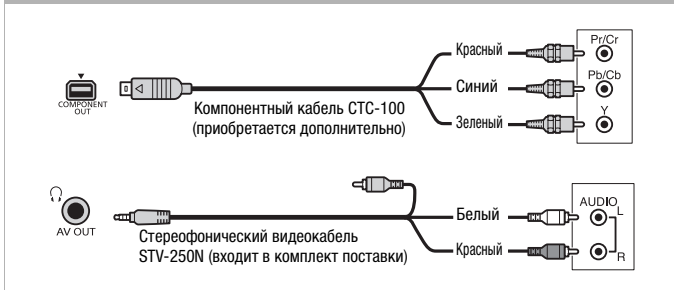 Красный
Pr/Cr
Синий
Pb/Cb
COMPONENT
OUT
Компонентный кабель CTC-100
(приобретается дополнительно)
Зеленый
Y
AV OUT
Белый
AUDIO
L
Стереофонический видеокабель
STV-250N (входит в комплект поставки)
Красный
R